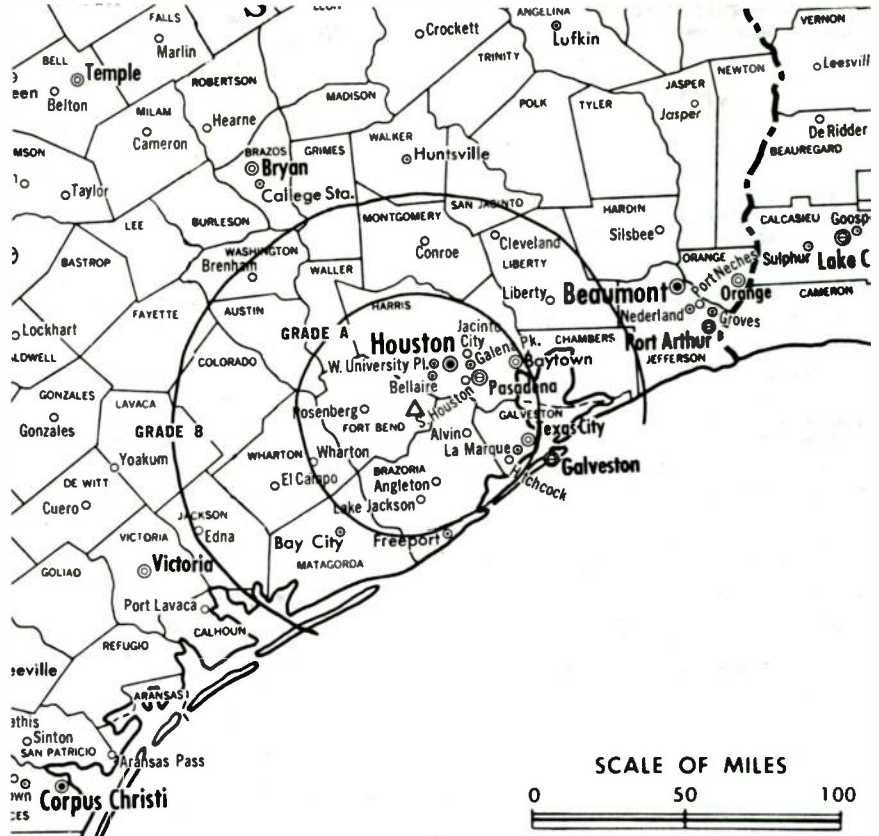 FALLS
Marlin
Crockett
ANGELINA
Lufkin
VERNON
BELL
Temple
Belton
ROBERTSON
TRINITY
NEWTON
Leesvill
MILAM
Cameron
Hearne
MADISON
POLK
TYLER
JASPER
Jasper
De Ridder
BEAUREGARD
WALKER
Huntsville
BRAZOS
GRIMES
Bryan
College Sta.
Taylor
LEE
BURLESON
MONTGOMERY
SAN JACINTO
HARDIN
Silsbee
CALCASIEU
Goosp
Sulphur
Lake C
BASTROP
WASHINGTON
Brenham
WALLER
Conroe
Cleveland
LIBERTY
Liberty
ORANGE
Port Neches
Orange
CAMERON
Beaumont
Nederland
Groves
Port Arthur
JEFFERSON
FAYETTE
AUSTIN
HARRIS
GRADE A
Lockhart
ALDWELL
COLORADO
Houston
Jacinto
City
Galena Pk.
CHAMBERS
Baytown
W. University Pl.
Bellaire
Pasadena
S. Houston
GONZALES
Gonzales
LAVACA
GRADE B
Rosenberg
FORT BEND
GALVESTON
Texas City
Alvin
La Marque
Hitchcock
Galveston
Yoakum
WHARTON
Wharton
El Campo
BRAZORIA
Angleton
Lake Jackson
DE WITT
Cuero
JACKSON
Edna
Bay City
Freeport
MATAGORDA
VICTORIA
Victoria
GOLIAD
Port Lavaca
CALHOUN
REFUGIO
eeville
ARANSAS
athis
Sinton
SAN PATRICIO
Aransas Pass
Corpus Christi
SCALE OF MILES
0 50 100